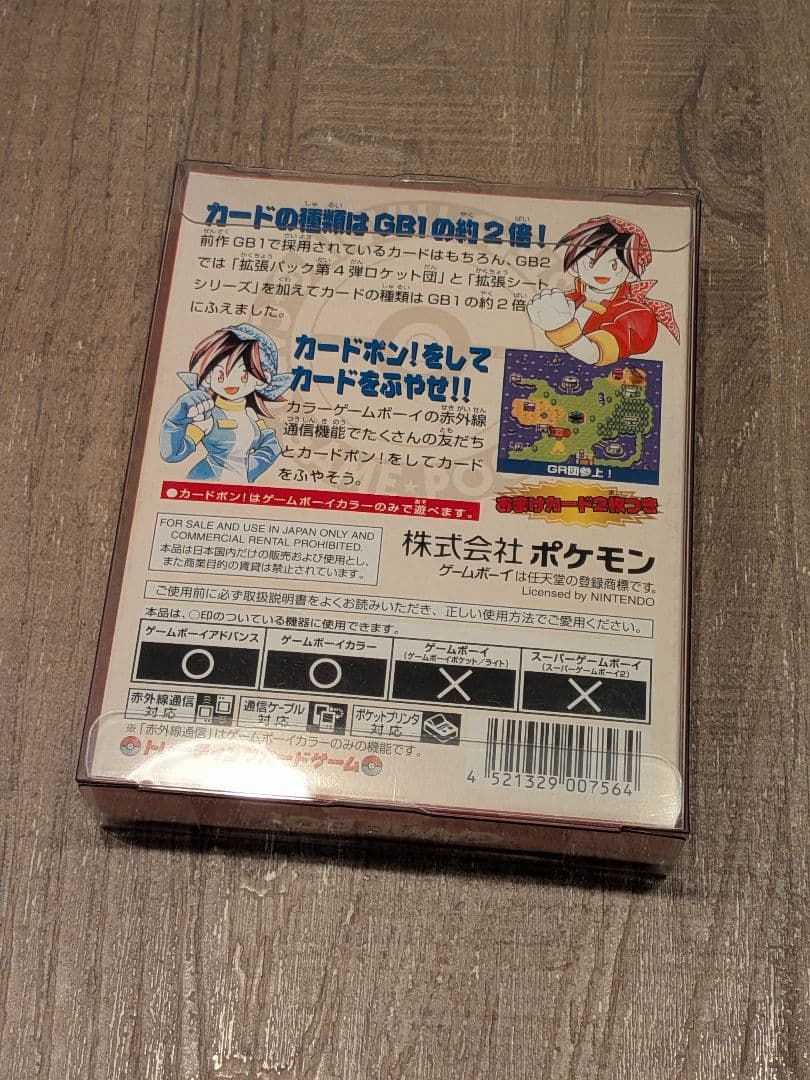 カードの種類はGB1の約2倍!
前作GB1で採用されているカードはもちろん、GB2
では「拡張パック第4弾ロケット団」と「拡張シート
シリーズ」を加えてカードの種類はGB1の約2倍
にふえました。
カードポン!をして
カードをふやせ!!
カラーゲームボーイの赤外線
通信機能でたくさんの友だち
とカードポン!をしてカード
をふやそう。
●カードポン!はゲームボーイカラーのみで遊べます。
GR団参上!
おまけカード2枚つき
FOR SALE AND USE IN JAPAN ONLY AND
COMMERCIAL RENTAL PROHIBITED.
本品は日本国内だけの販売および使用とし、
また商業目的の賃貸は禁止されています。
株式会社 ポケモン
ゲームボーイは任天堂の登録商標です。
Licensed by NINTENDO
ご使用前に必ず取扱説明書をよくお読みいただき、正しい使用方法でご愛用ください。
本品は、○印のついている機器に使用できます。
ゲームボーイアドバンス
○
ゲームボーイカラー
○
ゲームボーイ
(ゲームボーイポケット/ライト)
×
スーパーゲームボーイ
(スーパーゲームボーイ2)
×
赤外線通信
対応
通信ケーブル
対応
ポケットプリンタ
対応
※「赤外線通信」はゲームボーイカラーのみの機能です。
トレーディングカードゲーム
4 521329 007564